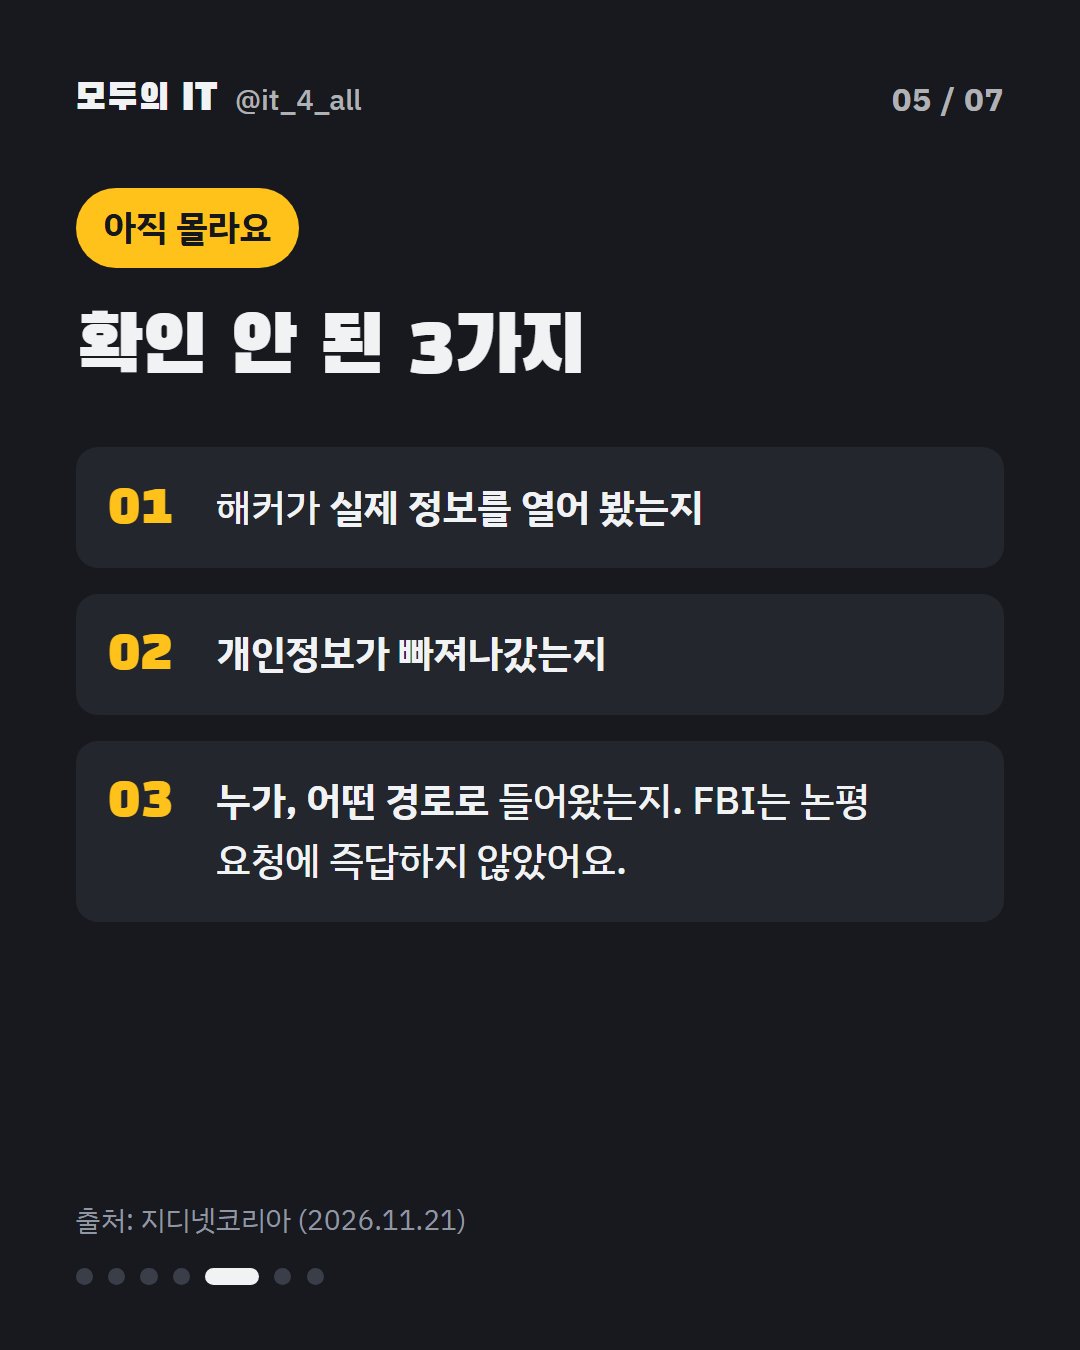 모두의 IT @it_4_all
05 / 07
아직 몰라요
확인 안 된 3가지
01 해커가 실제 정보를 열어 봤는지
02 개인정보가 빠져나갔는지
03 누가, 어떤 경로로 들어왔는지. FBI는 논평
요청에 즉답하지 않았어요.
출처: 지디넷코리아 (2026.11.21)